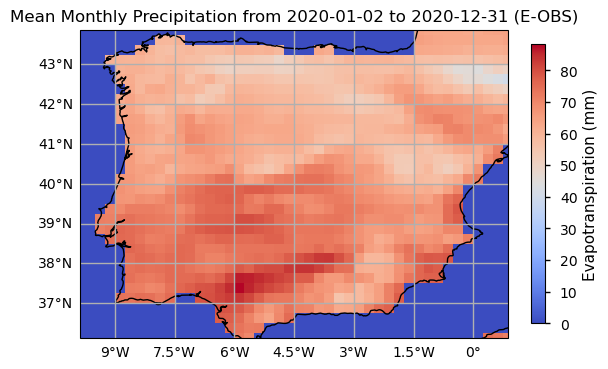 Mean Monthly Precipitation from 2020-01-02 to 2020-12-31 (E-OBS)
43°N
42°N
41°N
40°N
39°N
38°N
37°N
9°W 7.5°W 6°W 4.5°W 3°W 1.5°W 0°
80
70
60
50
40
30
20
10
0
Evapotranspiration (mm)